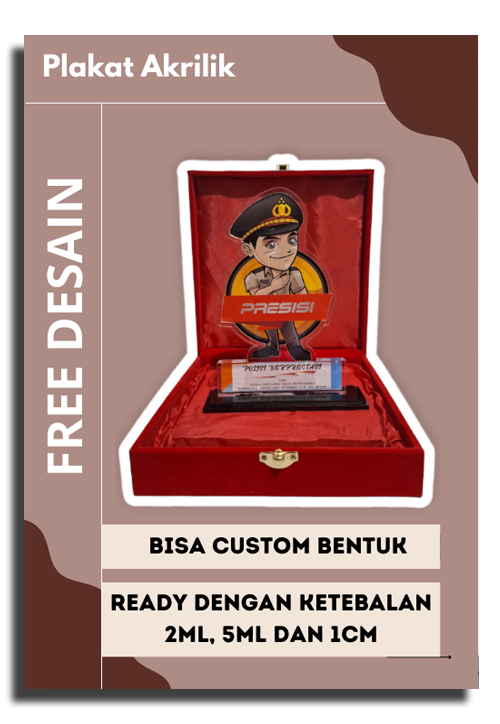 Plakat Akrilik
FREE DESAIN
PRESISI
POLISI BERPRESTASI
BISA CUSTOM BENTUK
READY DENGAN KETEBALAN
2ML, 5ML DAN 1CM